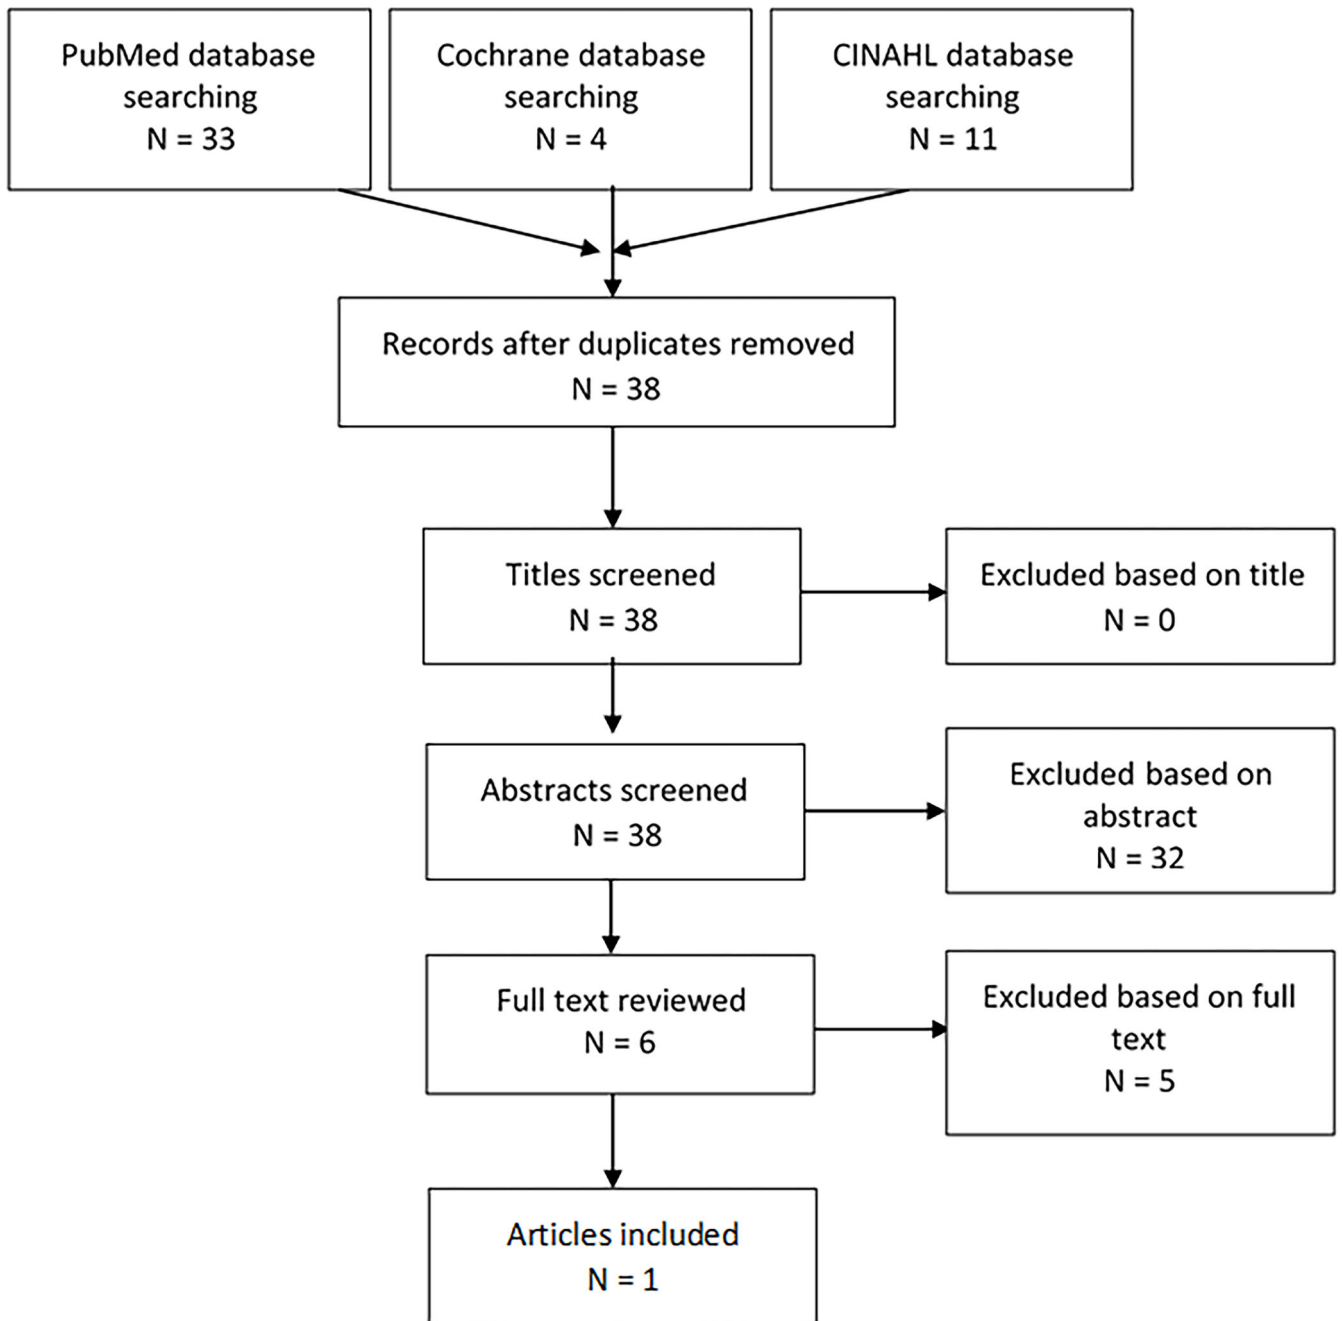 PubMed database
searching
N = 33
Cochrane database
searching
N = 4
CINAHL database
searching
N = 11
Records after duplicates removed
N = 38
Titles screened
N = 38
Excluded based on title
N = 0
Abstracts screened
N = 38
Excluded based on
abstract
N = 32
Full text reviewed
N = 6
Excluded based on full
text
N = 5
Articles included
N = 1